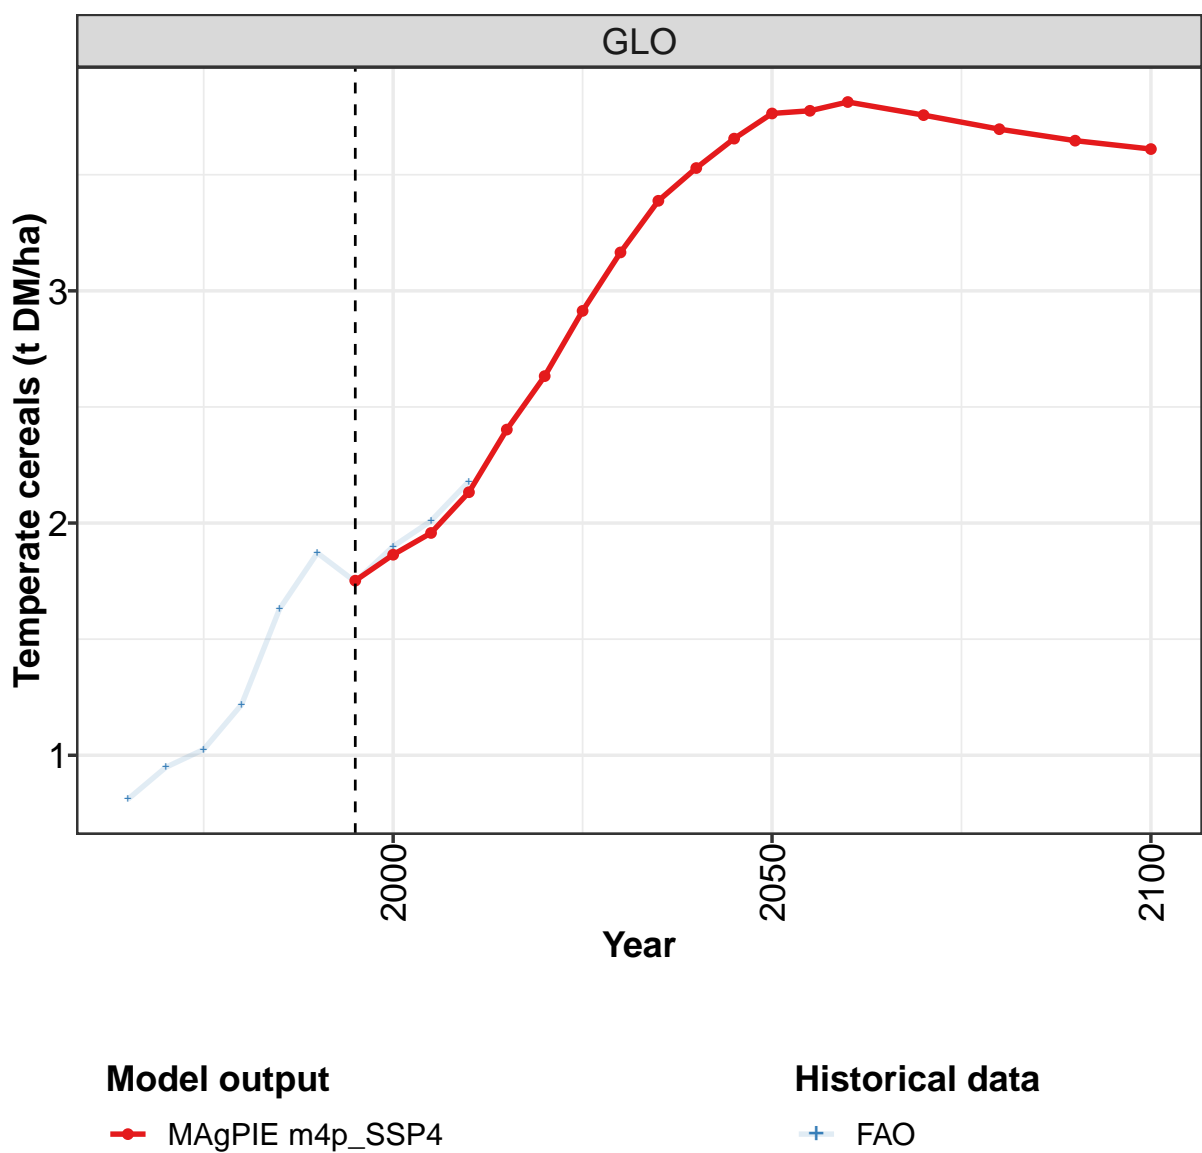 GLO
Temperate cereals (t DM/ha)
3
2
1
2000
2050
2100
Year
Model output
MAgPIE m4p_SSP4
Historical data
FAO